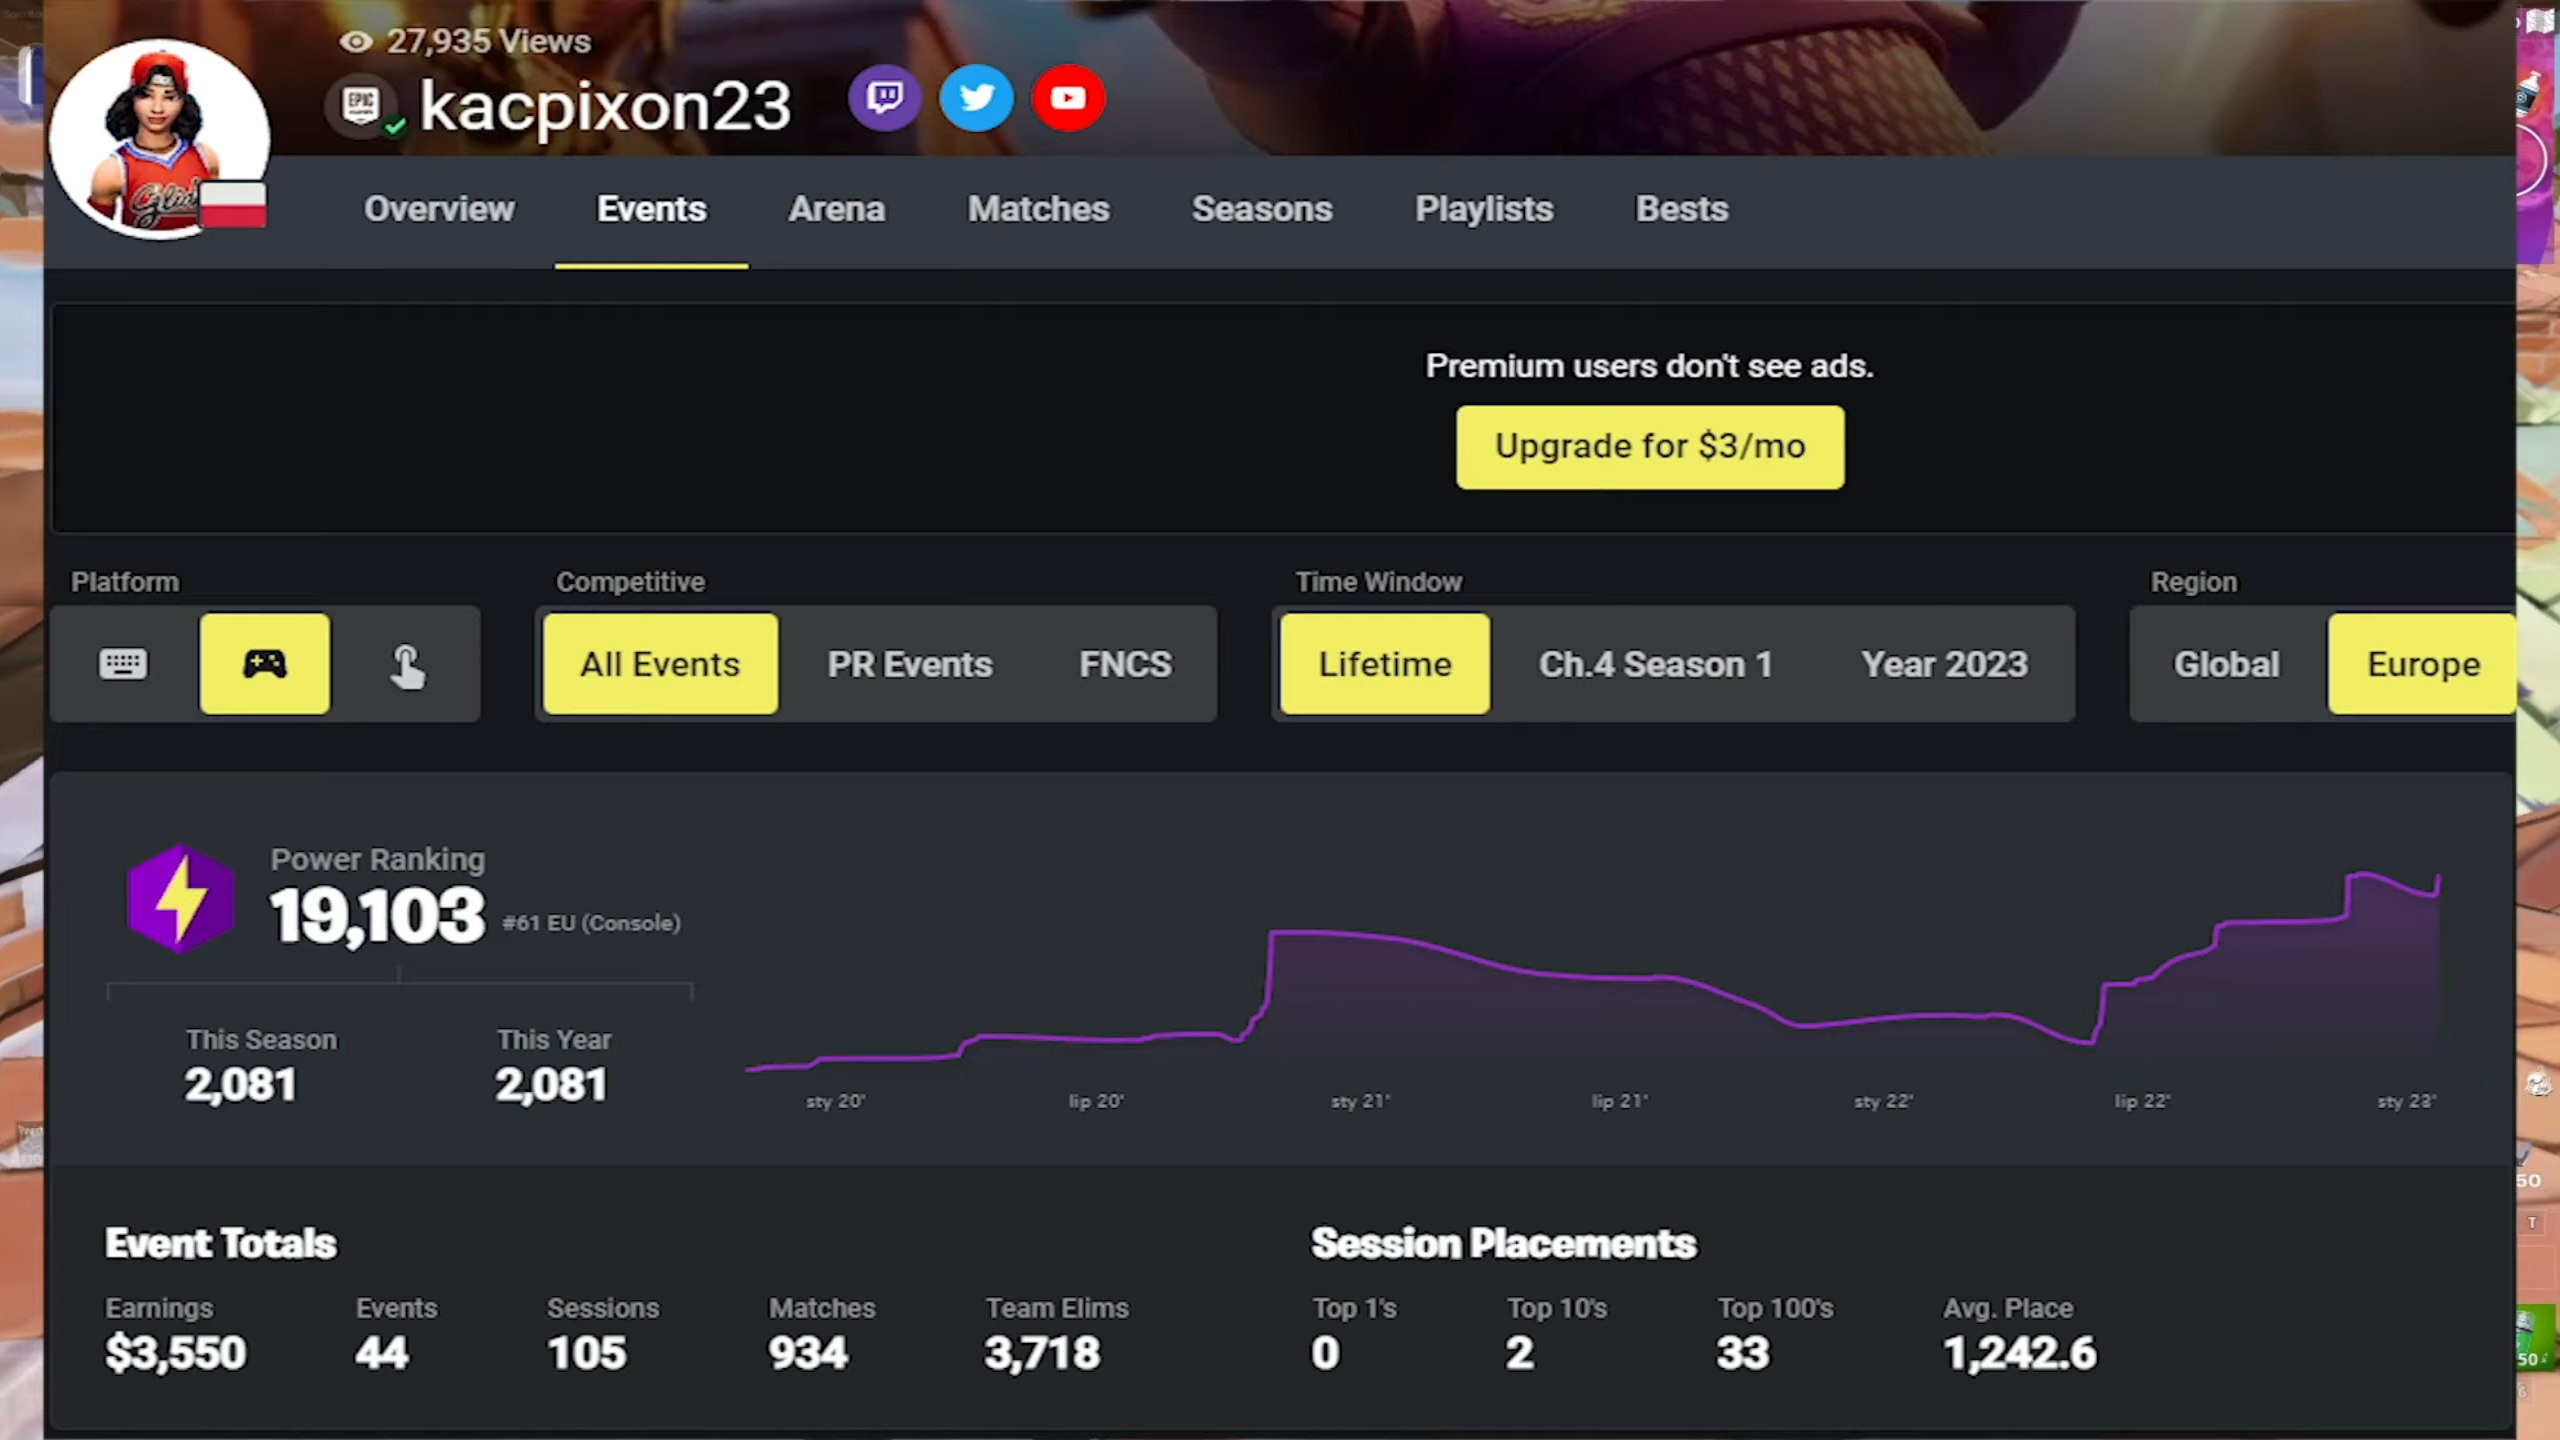 27,935 Views
EPIC
kacpixon23
Overview Events Arena Matches Seasons Playlists Bests
Premium users don't see ads.
Upgrade for $3/mo
Platform Competitive Time Window Region
All Events PR Events FNCS Lifetime Ch.4 Season 1 Year 2023 Global Europe
Power Ranking
19,103 #61 EU (Console)
This Season This Year
2,081 2,081
sty 20' lip 20' sty 21' lip 21' sty 22' lip 22' sty 23'
Event Totals Session Placements
Earnings Events Sessions Matches Team Elims Top 1's Top 10's Top 100's Avg. Place
$3,550 44 105 934 3,718 0 2 33 1,242.6
50
T
50